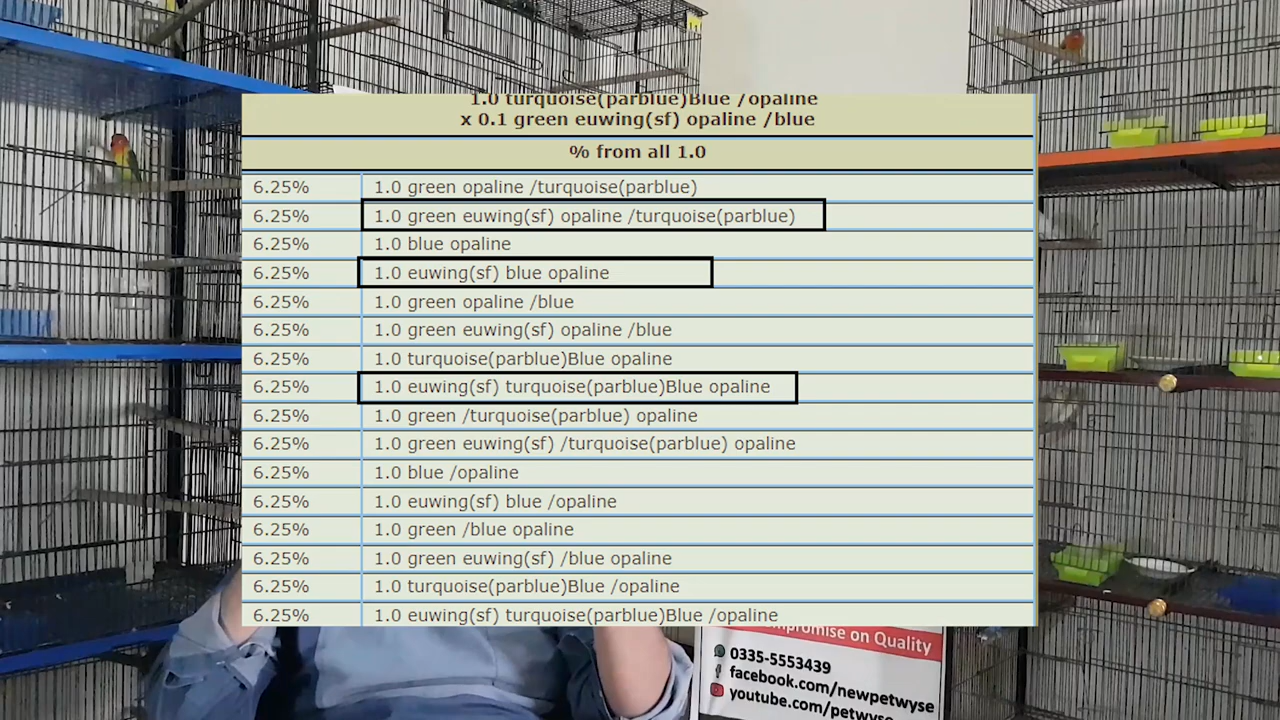 1.0 turquoise(parblue)Blue /opaline
x 0.1 green euwing(sf) opaline /blue
% from all 1.0
6.25% 1.0 green opaline /turquoise(parblue)
6.25% 1.0 green euwing(sf) opaline /turquoise(parblue)
6.25% 1.0 blue opaline
6.25% 1.0 euwing(sf) blue opaline
6.25% 1.0 green opaline /blue
6.25% 1.0 green euwing(sf) opaline /blue
6.25% 1.0 turquoise(parblue)Blue opaline
6.25% 1.0 euwing(sf) turquoise(parblue)Blue opaline
6.25% 1.0 green /turquoise(parblue) opaline
6.25% 1.0 green euwing(sf) /turquoise(parblue) opaline
6.25% 1.0 blue /opaline
6.25% 1.0 euwing(sf) blue /opaline
6.25% 1.0 green /blue opaline
6.25% 1.0 green euwing(sf) /blue opaline
6.25% 1.0 turquoise(parblue)Blue /opaline
6.25% 1.0 euwing(sf) turquoise(parblue)Blue /opaline
on Quality
0335-5553439
facebook.com/newpetwyse
youtube.com/petwyse